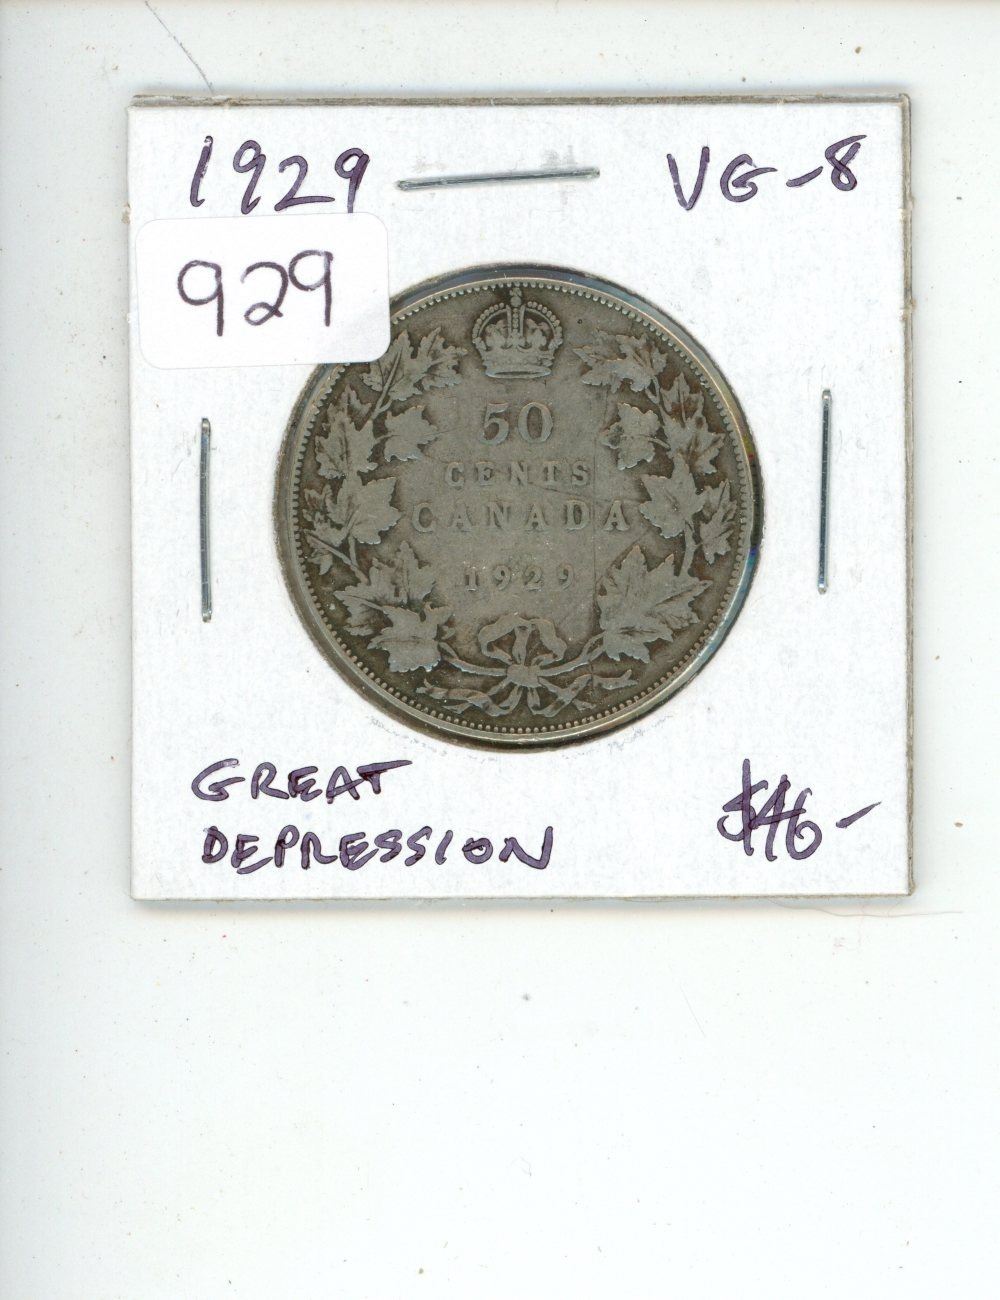 1929 VG-8
929
50
CENTS
CANADA
1929
GREAT
DEPRESSION
$46-